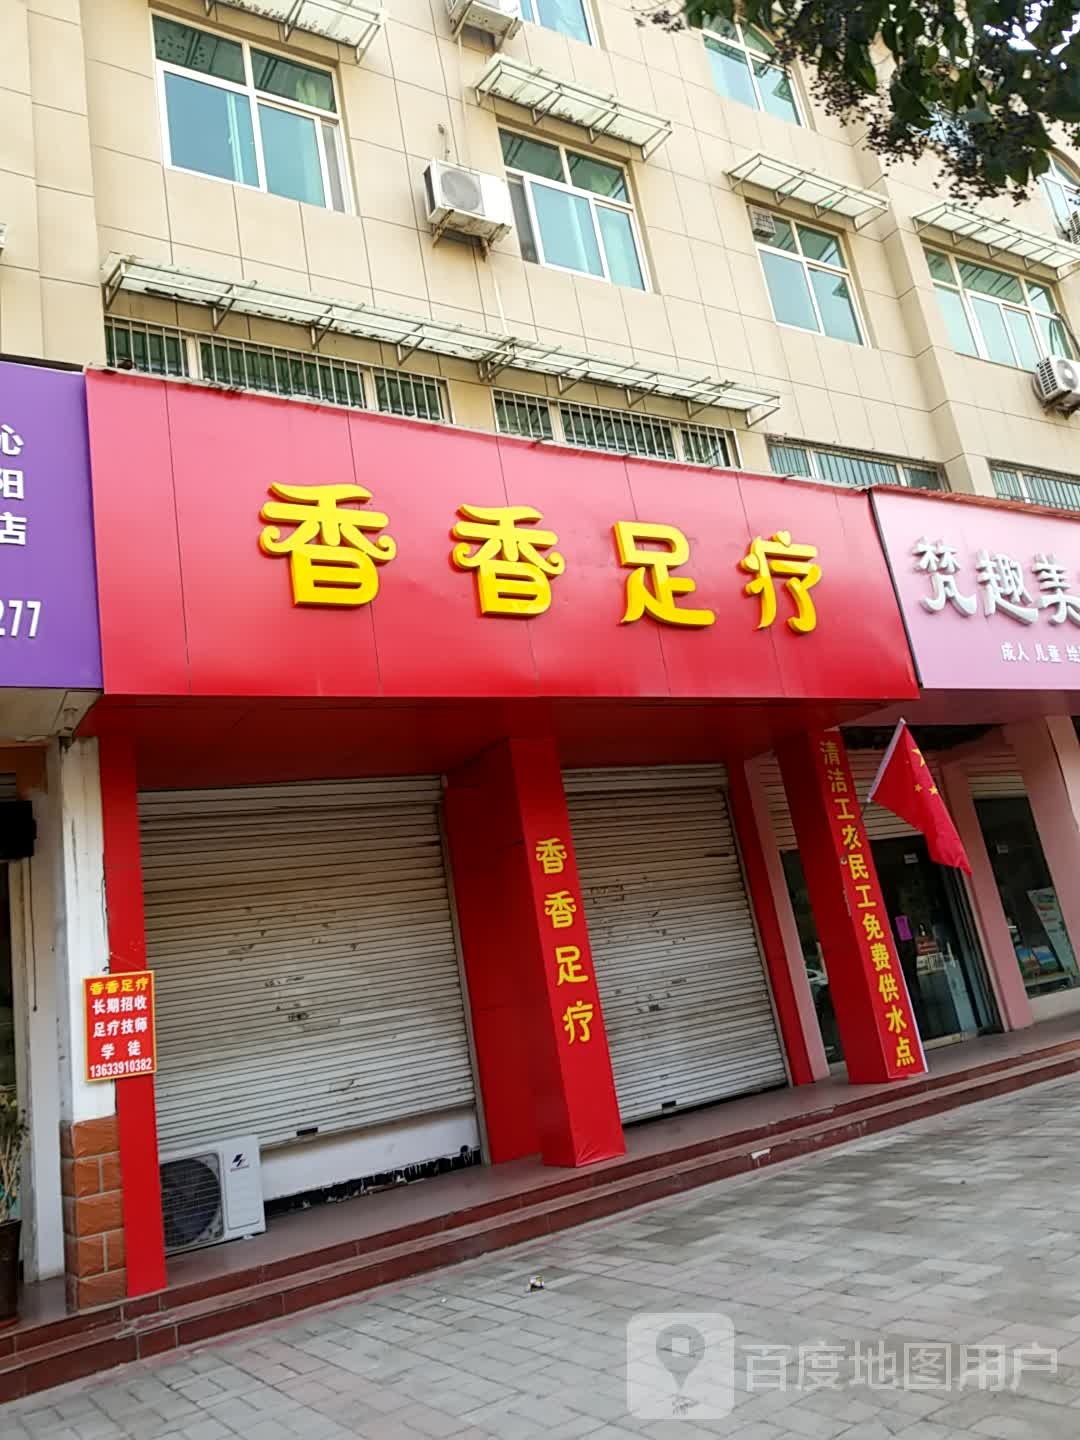 沁
阳
店
277
香香足疗
梵趣美
成人 儿童 绘
香香足疗
清洁工农民工免费供水点
香香足疗
长期招收
足疗技师
学 徒
13633910382
百度地图用户